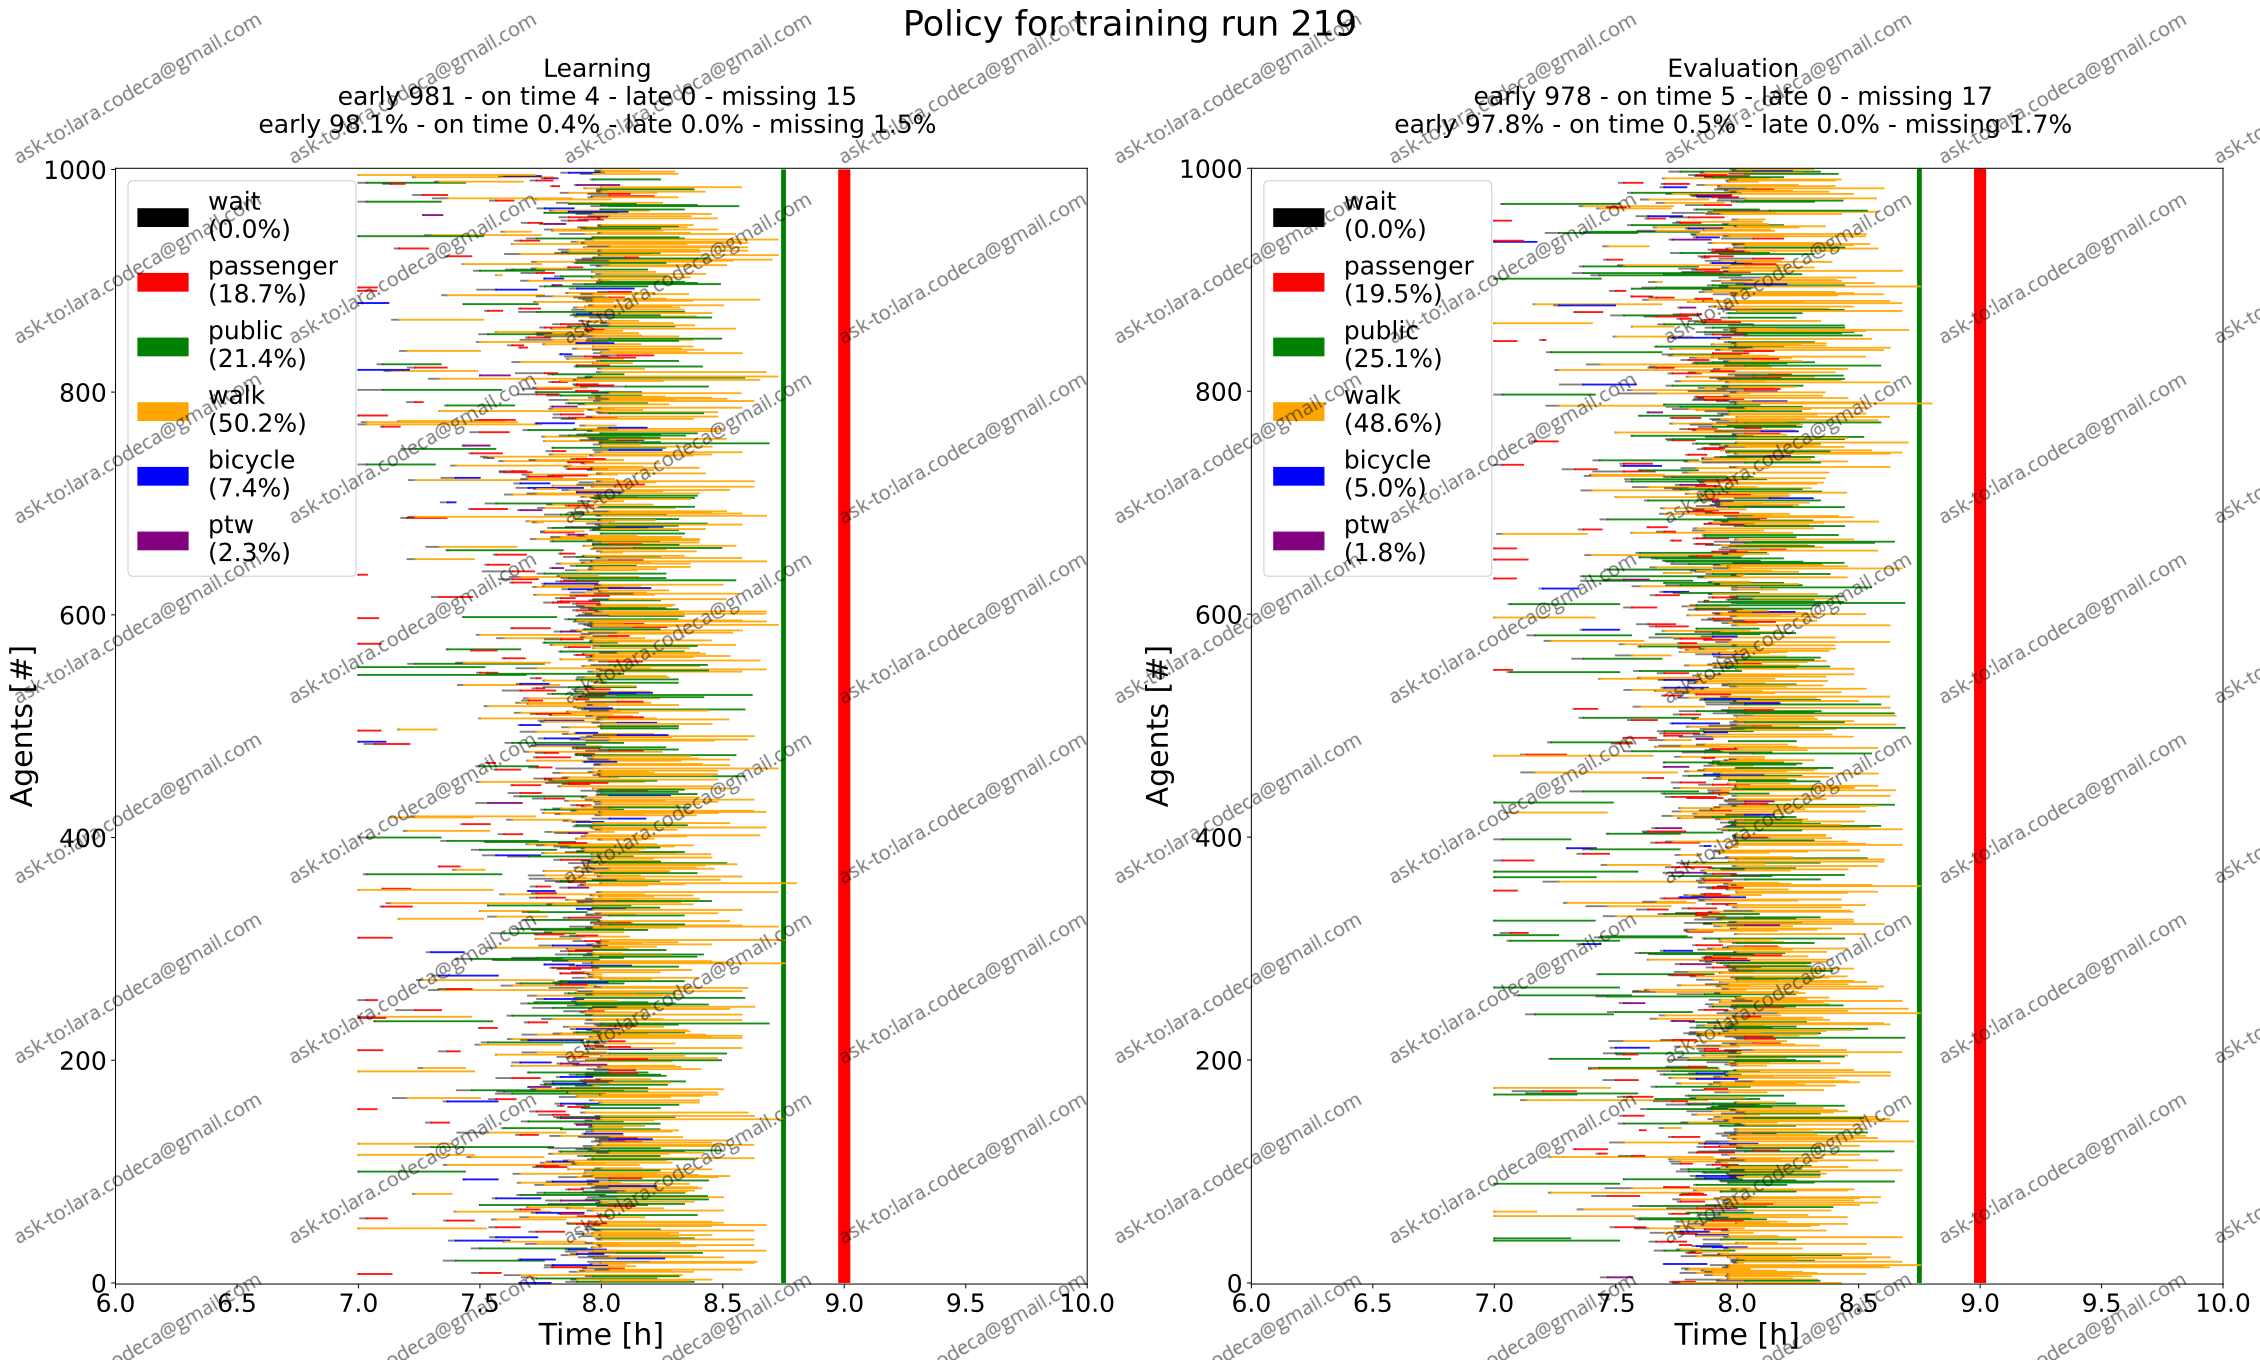 Policy for training run 219
Learning
early 981 - on time 4 - late 0 - missing 15
early 98.1% - on time 0.4% - late 0.0% - missing 1.5%
Evaluation
early 978 - on time 5 - late 0 - missing 17
early 97.8% - on time 0.5% - late 0.0% - missing 1.7%
1000
800
600
400
200
0
Agents [#]
wait
(0.0%)
passenger
(18.7%)
public
(21.4%)
walk
(50.2%)
bicycle
(7.4%)
ptw
(2.3%)
6.0 6.5 7.0 7.5 8.0 8.5 9.0 9.5 10.0
Time [h]
1000
800
600
400
200
0
Agents [#]
wait
(0.0%)
passenger
(19.5%)
public
(25.1%)
walk
(48.6%)
bicycle
(5.0%)
ptw
(1.8%)
6.0 6.5 7.0 7.5 8.0 8.5 9.0 9.5 10.0
Time [h]
ask-to:lara.codeca@gmail.com